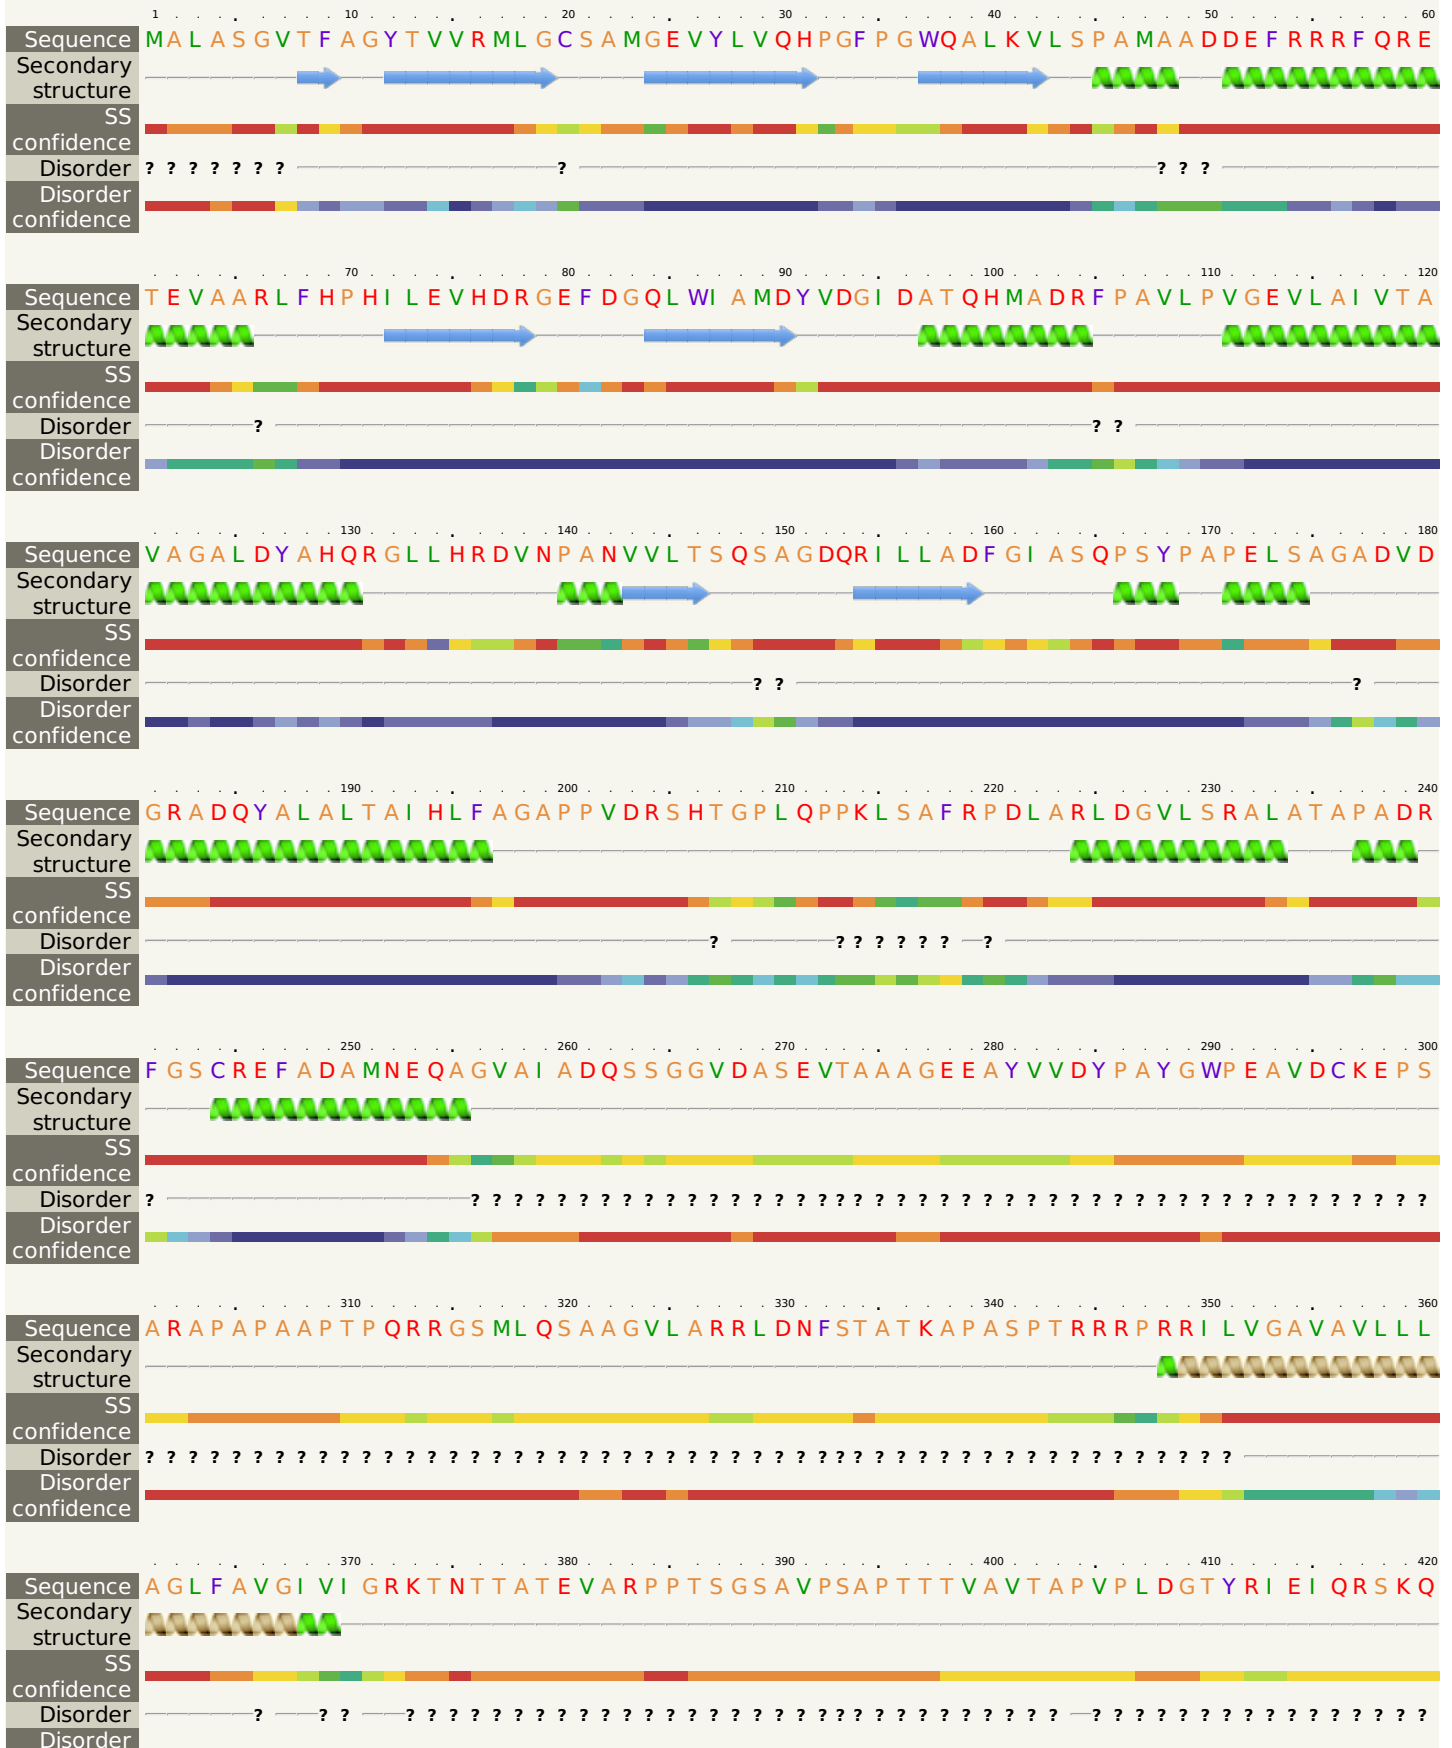 1 10 20 30 40 50 60
Sequence MALASGVTFAGYTVVRMLGCSAMGEVYLVQHPGFPGWQALKVLSPAMAADDEFRRRFQRE
Secondary
structure
SS
confidence
Disorder ? ? ? ? ? ? ? ? ? ? ?
Disorder
confidence
70 80 90 100 110 120
Sequence TEVAARLFHPHILEVHDRGEFDGQLWIAMDYVDGIDATQHMADRFPAVLPVGEVLAIVTA
Secondary
structure
SS
confidence
Disorder ? ? ?
Disorder
confidence
130 140 150 160 170 180
Sequence VAGALDYAHQRGLLHRDVNPANVVLTSQSAGDQRILLADFGIASQPSYPAPELSAGADVD
Secondary
structure
SS
confidence
Disorder ? ? ?
Disorder
confidence
190 200 210 220 230 240
Sequence GRADQYALALTAIHLFAGAPPVDRSHTGPLQPPKLSAFRPDLARLDGVLSRALATAPADR
Secondary
structure
SS
confidence
Disorder ? ? ? ? ? ? ? ?
Disorder
confidence
250 260 270 280 290 300
Sequence FGSCREFADAMNEQAGVAIADQSSGGVDASEVTAAAGEEAYVVDYPAYGWPEAVDCKEPS
Secondary
structure
SS
confidence
Disorder ? ? ? ? ? ? ? ? ? ? ? ? ? ? ? ? ? ? ? ? ? ? ? ? ? ? ? ? ? ? ? ? ? ? ? ? ? ? ? ? ? ? ? ? ? ?
Disorder
confidence
310 320 330 340 350 360
Sequence ARAPAPAAPTPQRRGSMLQSAAGVLARRLDNFSTATKAPASPTRRRPRRILVGAVAVLLL
Secondary
structure
SS
confidence
Disorder ? ? ? ? ? ? ? ? ? ? ? ? ? ? ? ? ? ? ? ? ? ? ? ? ? ? ? ? ? ? ? ? ? ? ? ? ? ? ? ? ? ? ? ? ? ? ? ? ? ? ?
Disorder
confidence
370 380 390 400 410 420
Sequence AGLFAVGIVIGRKTNTTATEVARPPTSGSAVPSAPTTTVAVTAPVPLDGTYRIEIQRSKQ
Secondary
structure
SS
confidence
Disorder ? ? ? ? ? ? ? ? ? ? ? ? ? ? ? ? ? ? ? ? ? ? ? ? ? ? ? ? ? ? ? ? ? ? ? ? ? ? ? ? ? ? ? ? ? ? ? ? ? ?
Disorder